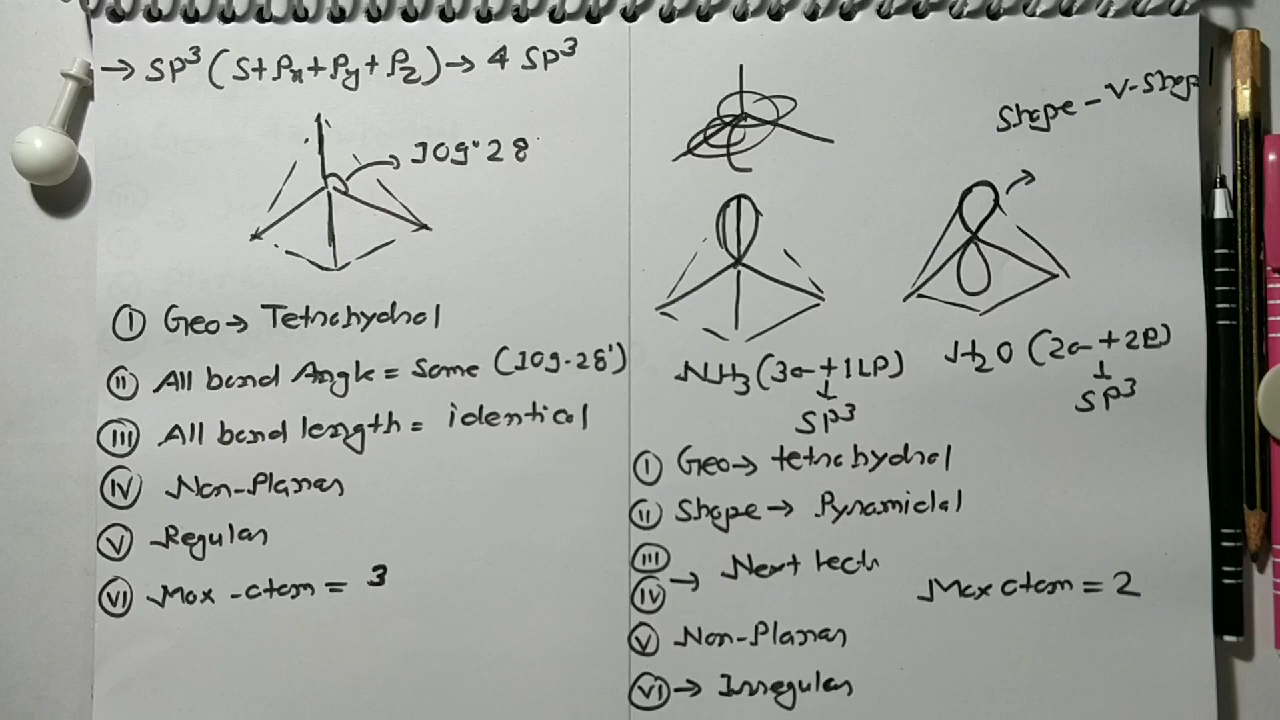 → SP³ (S+Px+Py+Pz) → 4 SP³
109°28'
① Geo → Tetrahydral
② All bond Angle = Same (109.28')
③ All bond length = identical
④ Non-Planar
⑤ Regular
⑥ Max-atom = 3
Shape - V-Shap
NH₃ (3σ+1LP)
↓
SP³
H₂O (2σ+2LP)
↓
SP³
① Geo → tetrahydral
② Shape → Pyramidal
③
④ → Next lech
Max atom = 2
⑤ Non-Planar
⑥ → Irregular